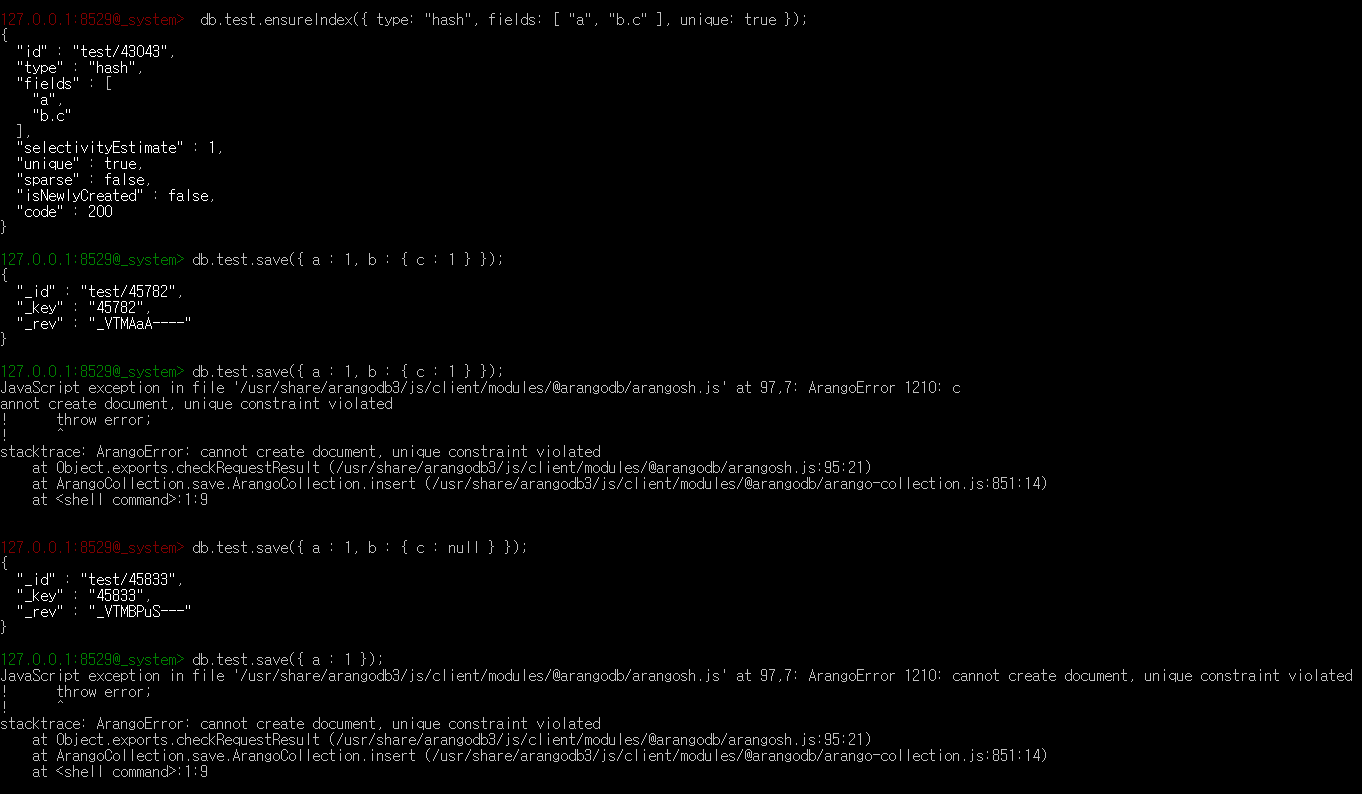 127.0.0.1:8529@_system>  db.test.ensureIndex({ type: "hash", fields: [ "a", "b.c" ], unique: true });
{
  "id" : "test/43043",
  "type" : "hash",
  "fields" : [
    "a",
    "b.c"
  ],
  "selectivityEstimate" : 1,
  "unique" : true,
  "sparse" : false,
  "isNewlyCreated" : false,
  "code" : 200
}
127.0.0.1:8529@_system> db.test.save({ a : 1, b : { c : 1 } });
{
  "_id" : "test/45782",
  "_key" : "45782",
  "_rev" : "_VTMAaA----"
}
127.0.0.1:8529@_system> db.test.save({ a : 1, b : { c : 1 } });
JavaScript exception in file '/usr/share/arangodb3/js/client/modules/@arangodb/arangosh.js' at 97,7: ArangoError 1210: c
annot create document, unique constraint violated
!      throw error;
!      ^
stacktrace: ArangoError: cannot create document, unique constraint violated
    at Object.exports.checkRequestResult (/usr/share/arangodb3/js/client/modules/@arangodb/arangosh.js:95:21)
    at ArangoCollection.save.ArangoCollection.insert (/usr/share/arangodb3/js/client/modules/@arangodb/arango-collection.js:851:14)
    at <shell command>:1:9
127.0.0.1:8529@_system> db.test.save({ a : 1, b : { c : null } });
{
  "_id" : "test/45833",
  "_key" : "45833",
  "_rev" : "_VTMBPuS---"
}
127.0.0.1:8529@_system> db.test.save({ a : 1 });
JavaScript exception in file '/usr/share/arangodb3/js/client/modules/@arangodb/arangosh.js' at 97,7: ArangoError 1210: cannot create document, unique constraint violated
!      throw error;
!      ^
stacktrace: ArangoError: cannot create document, unique constraint violated
    at Object.exports.checkRequestResult (/usr/share/arangodb3/js/client/modules/@arangodb/arangosh.js:95:21)
    at ArangoCollection.save.ArangoCollection.insert (/usr/share/arangodb3/js/client/modules/@arangodb/arango-collection.js:851:14)
    at <shell command>:1:9